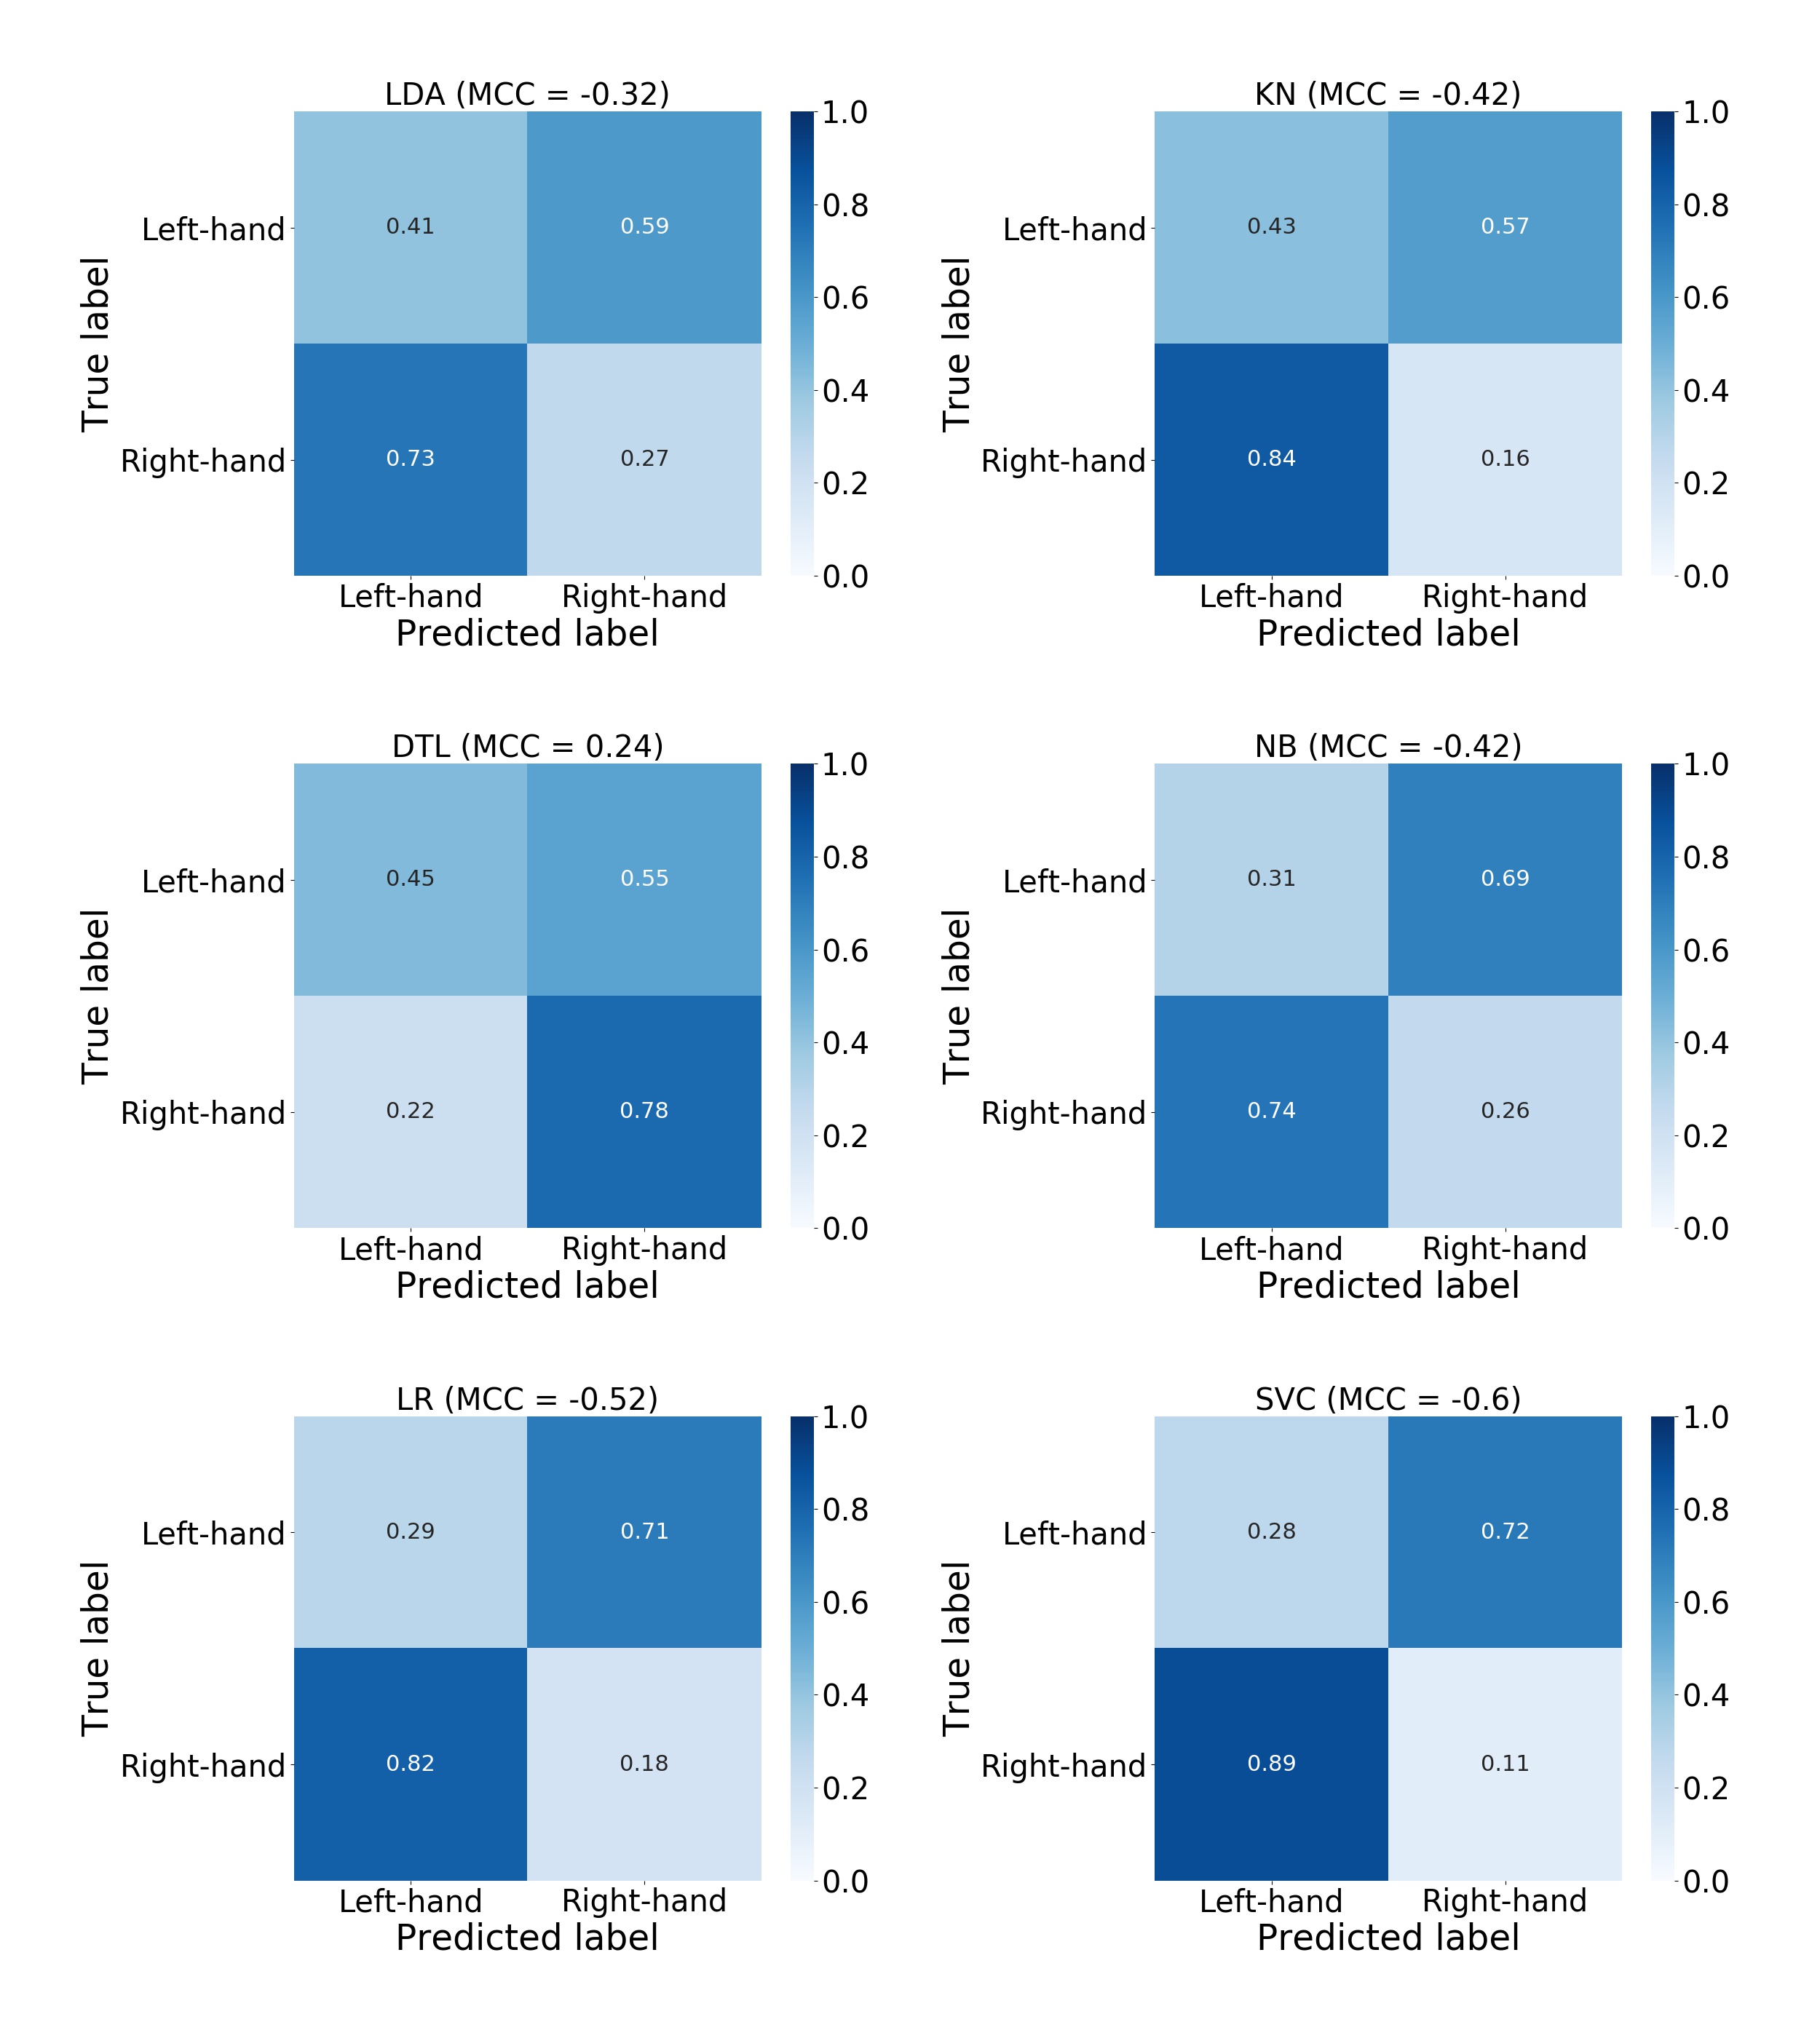 LDA (MCC = -0.32)
True label
Left-hand
0.41
0.59
Right-hand
0.73
0.27
Left-hand
Right-hand
Predicted label
1.0
0.8
0.6
0.4
0.2
0.0
KN (MCC = -0.42)
True label
Left-hand
0.43
0.57
Right-hand
0.84
0.16
Left-hand
Right-hand
Predicted label
1.0
0.8
0.6
0.4
0.2
0.0
DTL (MCC = 0.24)
True label
Left-hand
0.45
0.55
Right-hand
0.22
0.78
Left-hand
Right-hand
Predicted label
1.0
0.8
0.6
0.4
0.2
0.0
NB (MCC = -0.42)
True label
Left-hand
0.31
0.69
Right-hand
0.74
0.26
Left-hand
Right-hand
Predicted label
1.0
0.8
0.6
0.4
0.2
0.0
LR (MCC = -0.52)
True label
Left-hand
0.29
0.71
Right-hand
0.82
0.18
Left-hand
Right-hand
Predicted label
1.0
0.8
0.6
0.4
0.2
0.0
SVC (MCC = -0.6)
True label
Left-hand
0.28
0.72
Right-hand
0.89
0.11
Left-hand
Right-hand
Predicted label
1.0
0.8
0.6
0.4
0.2
0.0